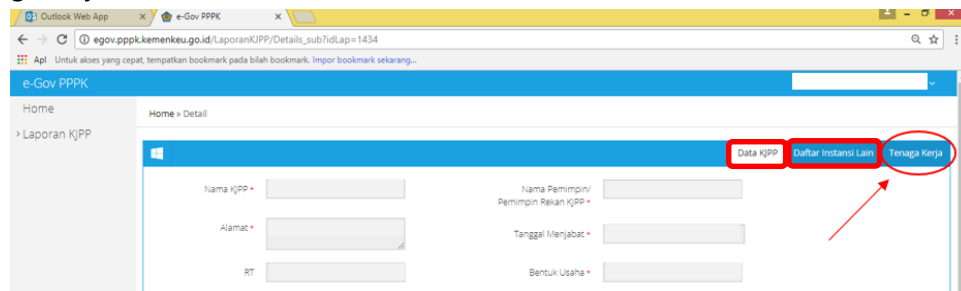 Outlook Web App
e-Gov PPPK
egov.pppk.kemenkeu.go.id/LaporanKJPP/Details_sub?idLap=1434
Apl Untuk akses yang cepat, tempatkan bookmark pada bilah bookmark. Impor bookmark sekarang...
e-Gov PPPK
Home
Home » Detail
Laporan KJPP
Data KJPP Daftar Instansi Lain Tenaga Kerja
Nama KJPP *
Nama Pemimpin/
Pemimpin Rekan KJPP *
Alamat *
Tanggal Menjabat *
RT
Bentuk Usaha *